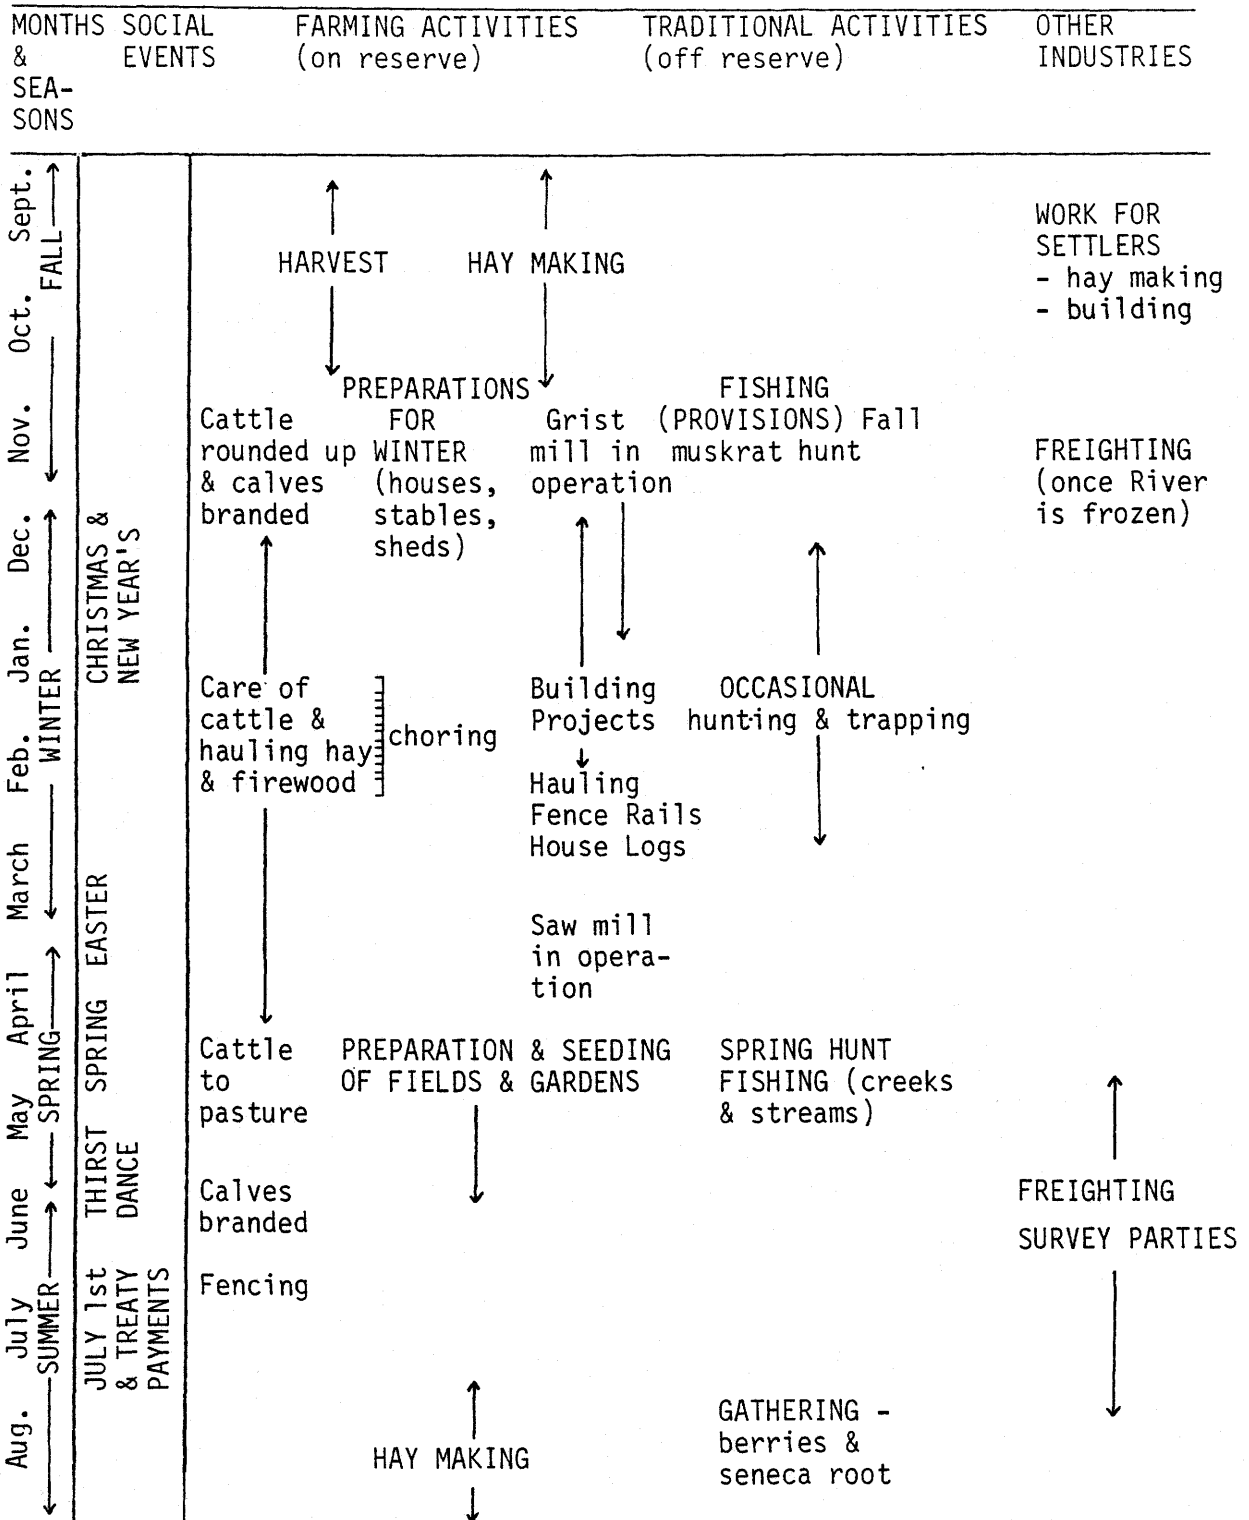 MONTHS & SEA-SONS
SOCIAL EVENTS
FARMING ACTIVITIES
(on reserve)
TRADITIONAL ACTIVITIES
(off reserve)
OTHER
INDUSTRIES
Sept.
Oct.
Nov.
Dec.
Jan.
Feb.
March
April
May
June
July
Aug.
FALL
WINTER
SPRING
SUMMER
CHRISTMAS &
NEW YEAR'S
EASTER
SPRING
THIRST
DANCE
JULY 1st
& TREATY
PAYMENTS
HARVEST
HAY MAKING
Cattle
rounded up
& calves
branded
PREPARATIONS
FOR
WINTER
(houses,
stables,
sheds)
Grist
mill in
operation
Care of
cattle &
hauling hay
& firewood
choring
Building
Projects
Hauling
Fence Rails
House Logs
Saw mill
in opera-
tion
Cattle
to
pasture
PREPARATION & SEEDING
OF FIELDS & GARDENS
Calves
branded
Fencing
HAY MAKING
FISHING
(PROVISIONS) Fall
muskrat hunt
OCCASIONAL
hunting & trapping
SPRING HUNT
FISHING (creeks
& streams)
GATHERING -
berries &
seneca root
WORK FOR
SETTLERS
- hay making
- building
FREIGHTING
(once River
is frozen)
FREIGHTING
SURVEY PARTIES